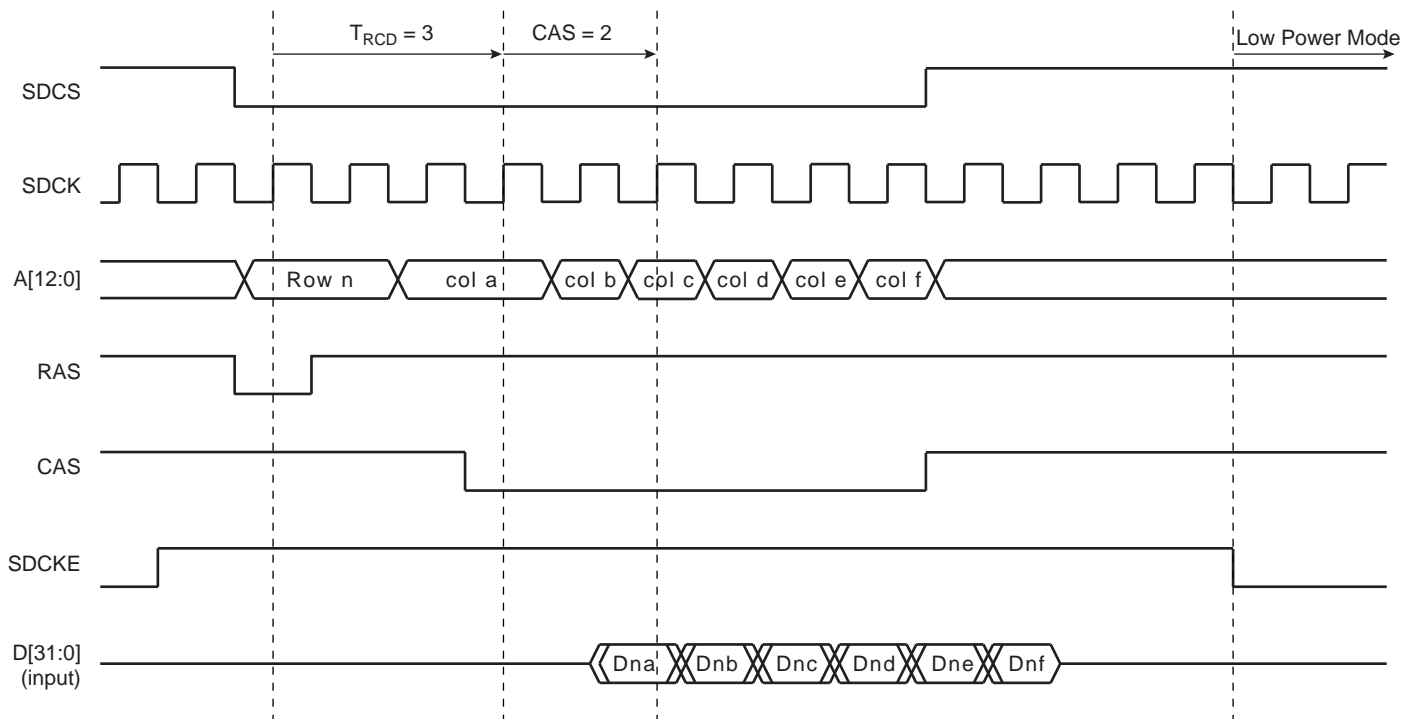 T_RCD = 3
CAS = 2
Low Power Mode
SDCS
SDCK
A[12:0]
Row n
col a
col b
col c
col d
col e
col f
RAS
CAS
SDCKE
D[31:0]
(input)
Dna
Dnb
Dnc
Dnd
Dne
Dnf